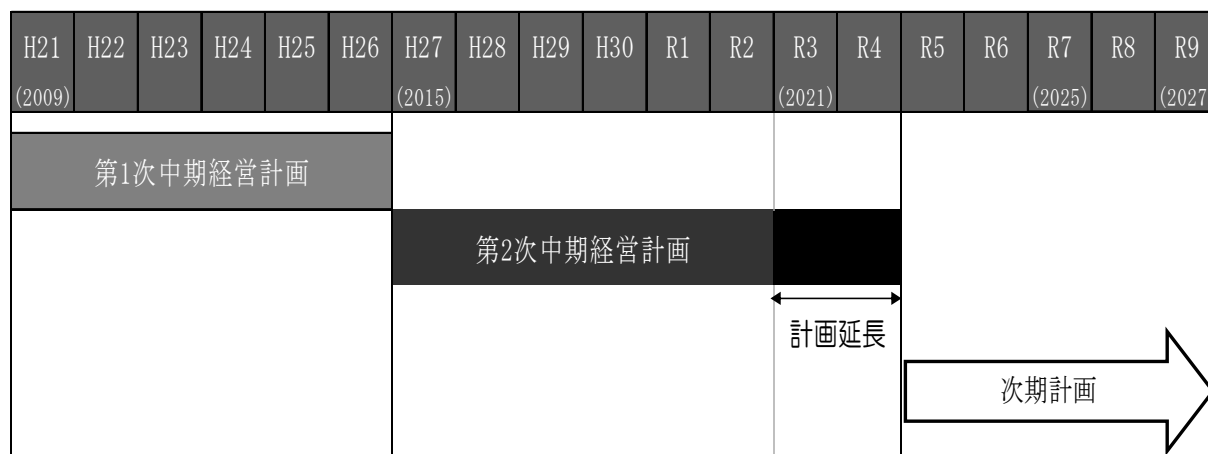 H21 H22 H23 H24 H25 H26 H27 H28 H29 H30 R1 R2 R3 R4 R5 R6 R7 R8 R9
(2009) (2015) (2021) (2025) (2027
第1次中期経営計画
第2次中期経営計画
計画延長
次期計画